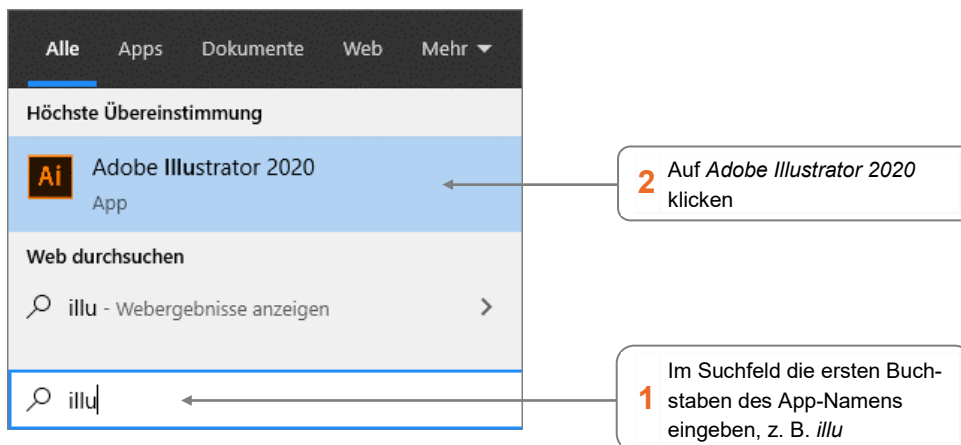 Alle Apps Dokumente Web Mehr
Höchste Übereinstimmung
Ai Adobe Illustrator 2020
App
Web durchsuchen
illu - Webergebnisse anzeigen
illu
2 Auf Adobe Illustrator 2020
klicken
1 Im Suchfeld die ersten Buch-
staben des App-Namens
eingeben, z. B. illu